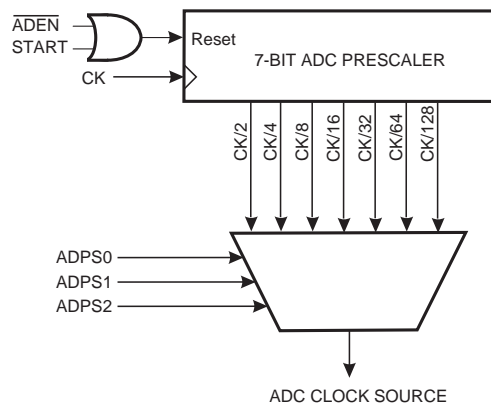 ADEN
START
Reset
7-BIT ADC PRESCALER
CK
CK/2
CK/4
CK/8
CK/16
CK/32
CK/64
CK/128
ADPS0
ADPS1
ADPS2
ADC CLOCK SOURCE